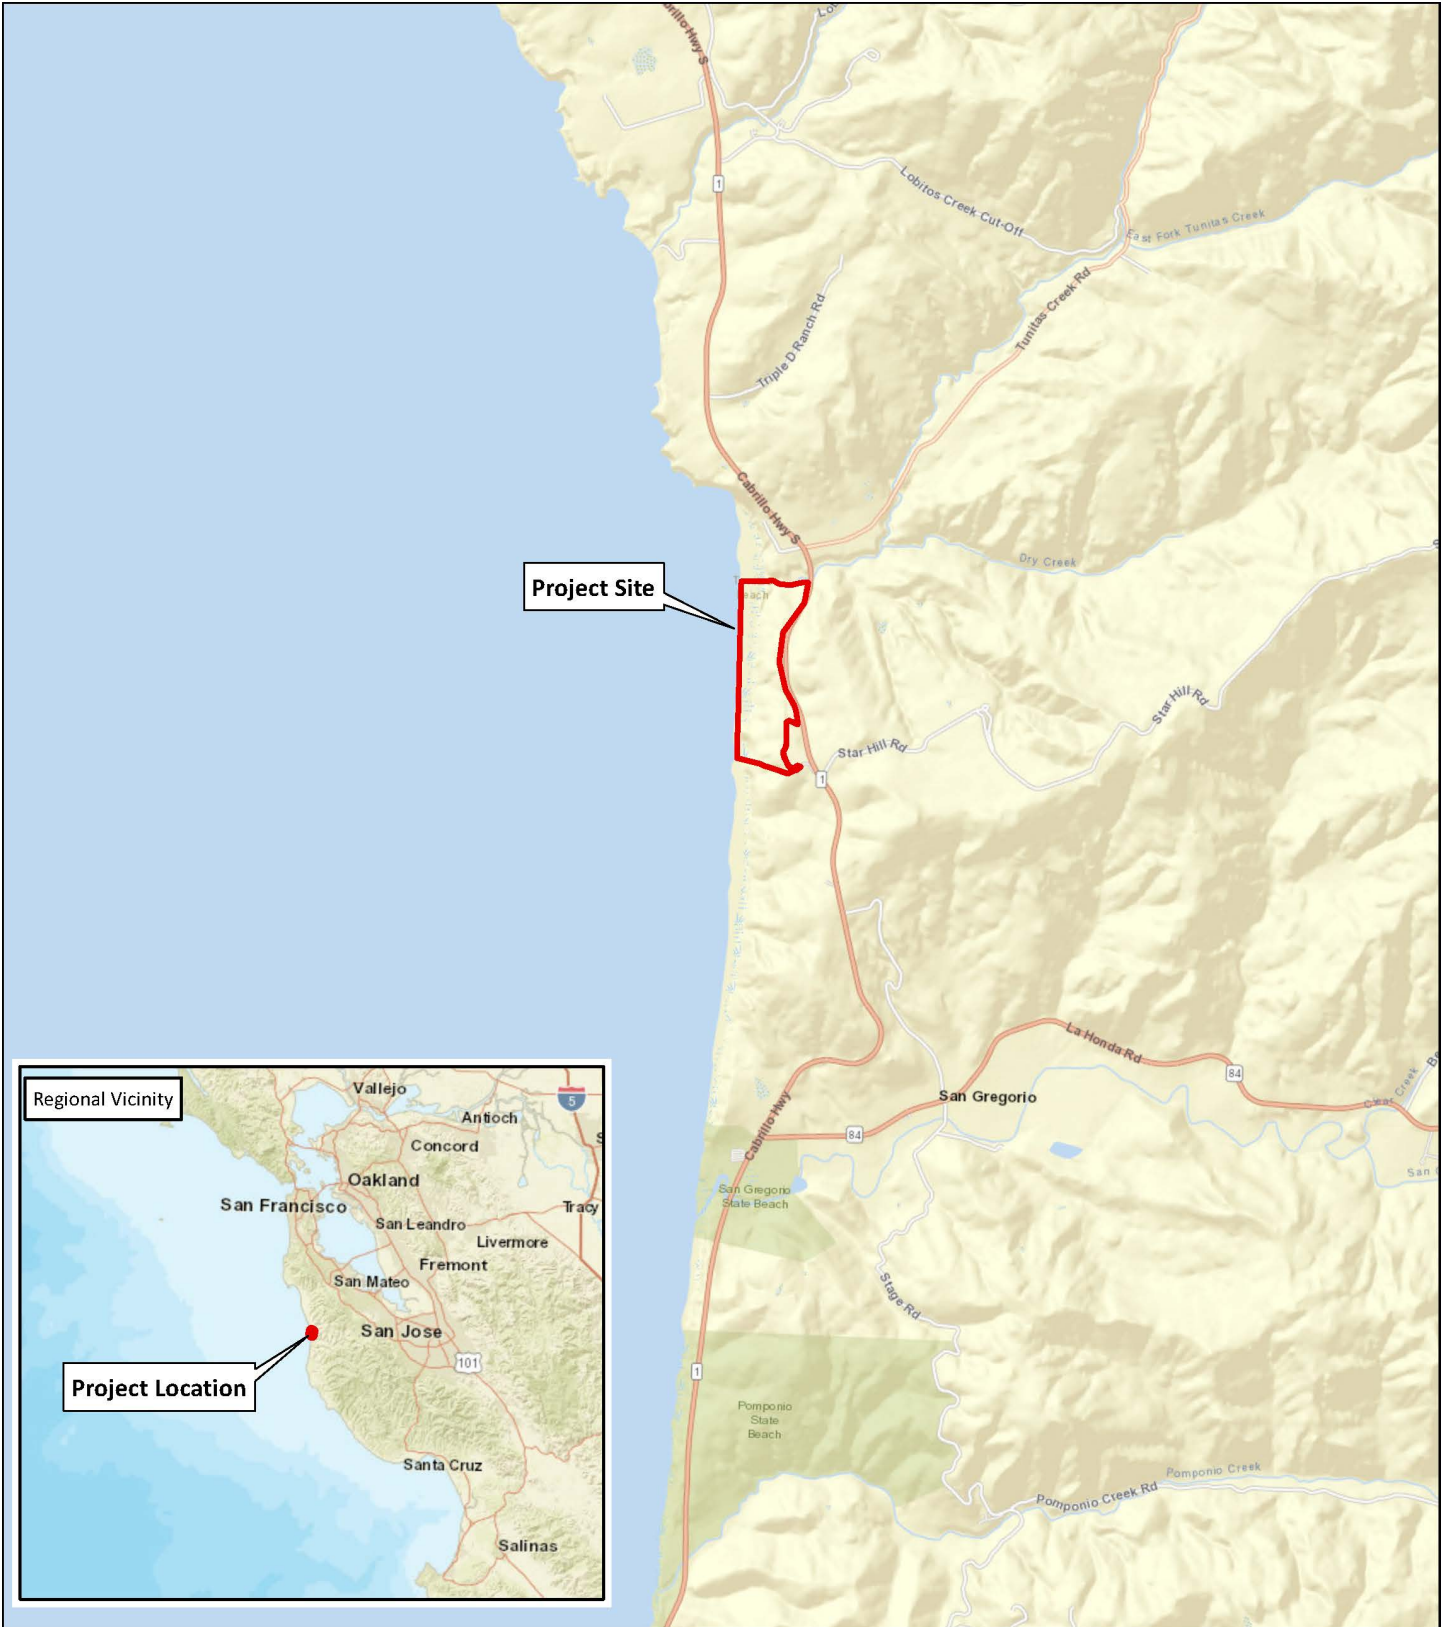 Cabrillo Hwy S
1
Lobitos Creek Cut-Off
East Fork Tunitas Creek
Tunitas Creek Rd
Triple D Ranch Rd
Cabrillo Hwy S
Dry Creek
Project Site
each
Star Hill Rd
Star Hill Rd
1
La Honda Rd
84
Clear Creek
San Gregorio
Cabrillo Hwy
84
San Gregorio
State Beach
Stage Rd
1
Pomponio
State
Beach
Pomponio Creek
Pomponio Creek Rd
Regional Vicinity
Vallejo
5
Antioch
Concord
Oakland
San Francisco
Tracy
San Leandro
Livermore
Fremont
San Mateo
San Jose
101
Project Location
Santa Cruz
Salinas